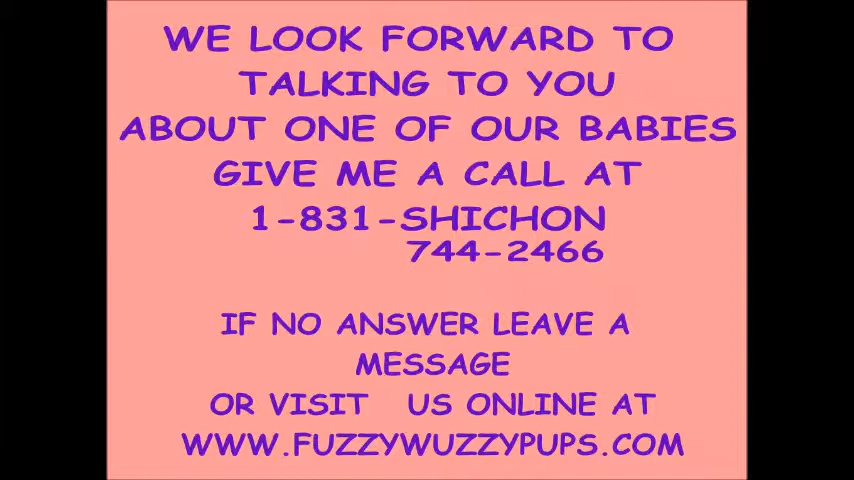 WE LOOK FORWARD TO
TALKING TO YOU
ABOUT ONE OF OUR BABIES
GIVE ME A CALL AT
1-831-SHICHON
744-2466
IF NO ANSWER LEAVE A
MESSAGE
OR VISIT US ONLINE AT
WWW.FUZZYWUZZYPUPS.COM